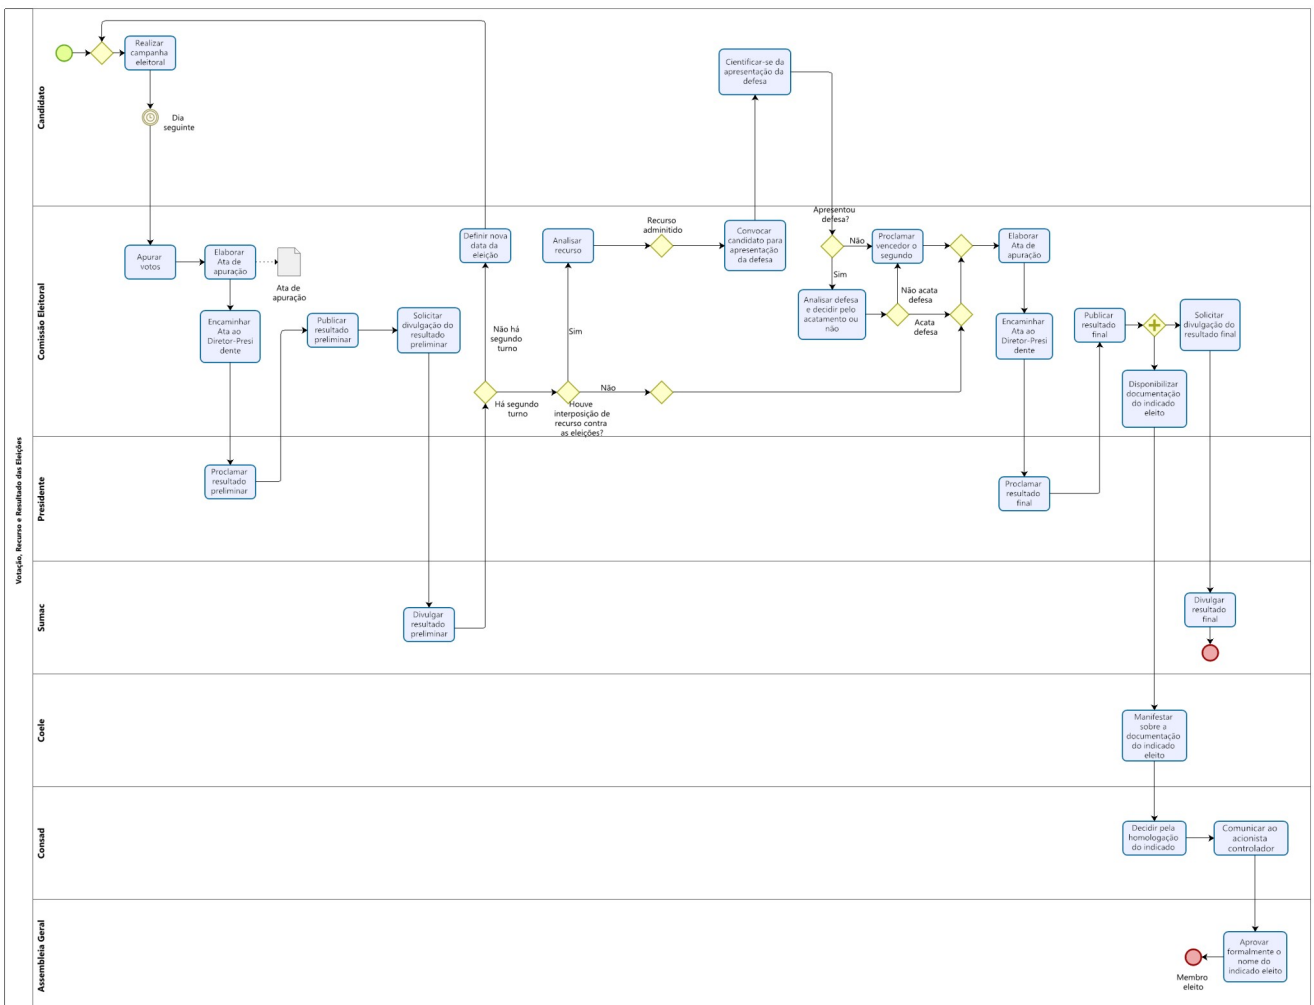 Votação, Recurso e Resultado das Eleições
Candidato
Realizar
campanha
eleitoral
Dia
seguinte
Cientificar-se da
apresentação da
defesa
Comissão Eleitoral
Apurar
votos
Elaborar
Ata de
apuração
Ata de
apuração
Encaminhar
Ata ao
Diretor-Presi
dente
Publicar
resultado
preliminar
Solicitar
divulgação do
resultado
preliminar
Definir nova
data da
eleição
Não há
segundo
turno
Há segundo
turno
Analisar
recurso
Sim
Houve
interposição de
recurso contra
as eleições?
Não
Recurso
adminitido
Convocar
candidato para
apresentação
da defesa
Apresentou
defesa?
Não
Sim
Proclamar
vencedor o
segundo
Analisar defesa
e decidir pelo
acatamento ou
não
Não acata
defesa
Acata
defesa
Elaborar
Ata de
apuração
Encaminhar
Ata ao
Diretor-Presi
dente
Publicar
resultado
final
Solicitar
divulgação do
resultado final
Disponibilizar
documentação
do indicado
eleito
Presidente
Proclamar
resultado
preliminar
Proclamar
resultado
final
Sumac
Divulgar
resultado
preliminar
Divulgar
resultado
final
Coele
Manifestar
sobre a
documentação
do indicado
eleito
Consad
Decidir pela
homologação
do indicado
Comunicar ao
acionista
controlador
Assembleia Geral
Aprovar
formalmente o
nome do
indicado eleito
Membro
eleito